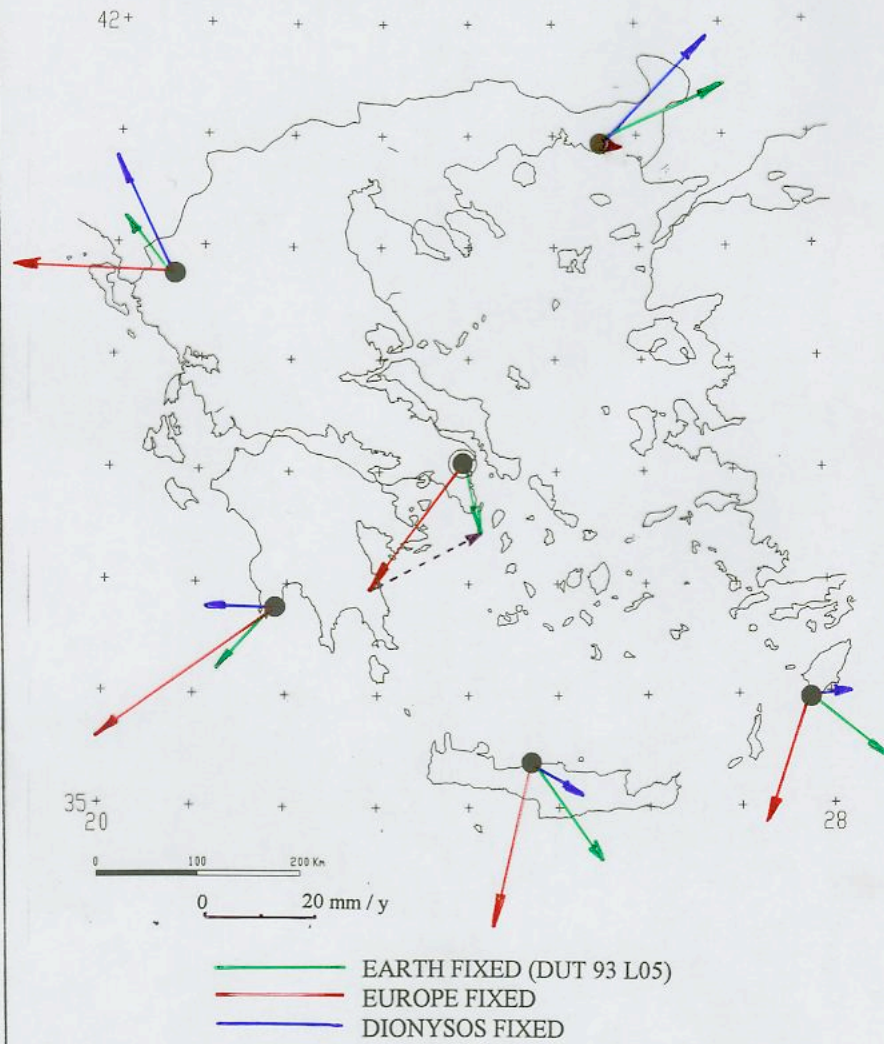 42
35
20
28
0 100 200 Km.
0 20 mm / y
EARTH FIXED (DUT 93 L05)
EUROPE FIXED
DIONYSOS FIXED